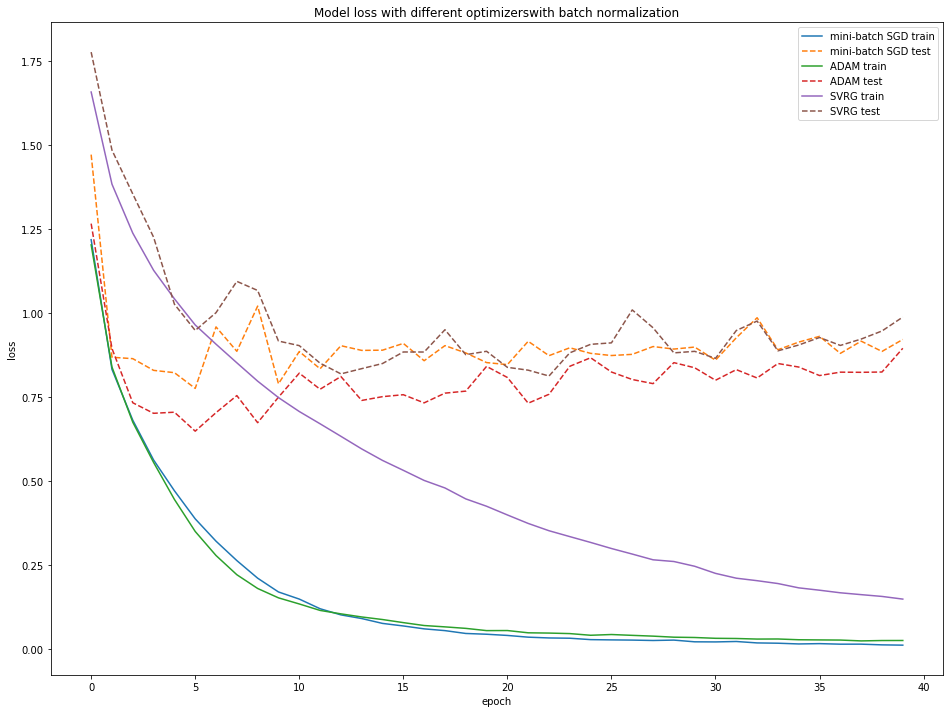 Model loss with different optimizerswith batch normalization
mini-batch SGD train
mini-batch SGD test
ADAM train
ADAM test
SVRG train
SVRG test
1.75
1.50
1.25
1.00
0.75
0.50
0.25
0.00
loss
0 5 10 15 20 25 30 35 40
epoch